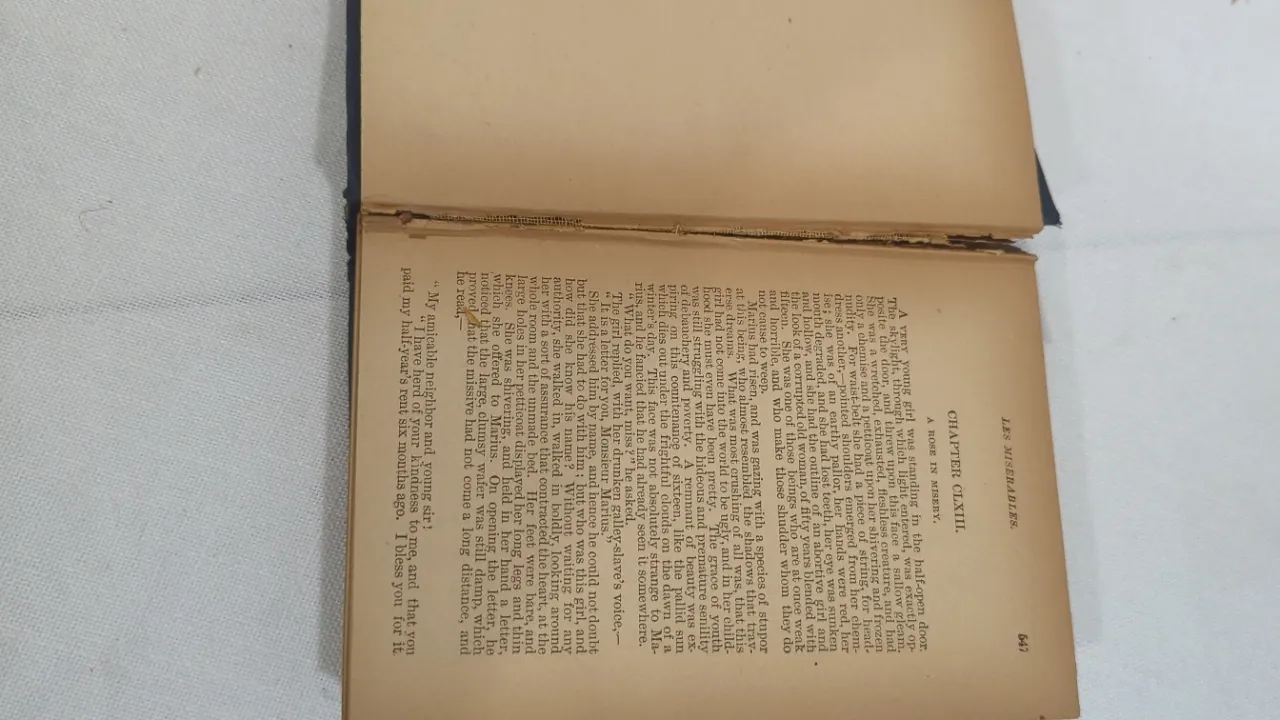 LES MISERABLES. 547
CHAPTER CLXIII.
A ROSE IN MISERY.
A VERY young girl was standing in the half-open door.
The skylight, through which light entered, was exactly op-
posite the door, and threw upon this face a sallow gleam.
She was a wretched, exhausted, fleshless creature, and had
only a chemise and a petticoat upon her shivering and frozen
nudity. For waist-belt she had a piece of string, for head-
dress another,—pointed shoulders emerged from her chem-
ise; she was of an earthy pallor, her hands were red, her
mouth degraded, and she had lost teeth, her eye was sunken
and hollow, and she had the outline of an abortive girl and
the look of a corrupted old woman, of fifty years blended with
fifteen. She was one of those beings who are at once weak
and horrible, and who make those shudder whom they do
not cause to weep.
Marius had risen, and was gazing with a species of stupor
at this being, who almost resembled the shadows that trav-
erse dreams. What was most crushing of all was, that this
girl had not come into the world to be ugly, and in her child-
hood she must even have been pretty. The grace of youth
was still struggling with the hideous and premature senility
of debauchery and poverty. A remnant of beauty was ex-
piring on this countenance of sixteen, like the pallid sun
which dies out under the frightful clouds on the dawn of a
winter's day. This face was not absolutely strange to Ma-
rius, and he fancied that he had already seen it somewhere.
"What do you want, miss?" he asked.
The girl replied, with her drunken galley-slave's voice,—
"It is a letter for you, Monsieur Marius."
She addressed him by name, and hence he could not doubt
but that she had to do with him; but who was this girl, and
how did she know his name? Without waiting for any
authority, she walked in, walked in boldly, looking around
her with a sort of assurance that contracted the heart, at the
whole room and the unmade bed. Her feet were bare, and
large holes in her petticoat displayed her long legs and thin
knees. She was shivering, and held in her hand a letter,
which she offered to Marius. On opening the letter, he
noticed that the large, clumsy wafer was still damp, which
proved that the missive had not come a long distance, and
he read,—
"My amicable neighbor and young sir!
"I have herd of your kindness to me, and that you
paid my half-year's rent six months ago. I bless you for it